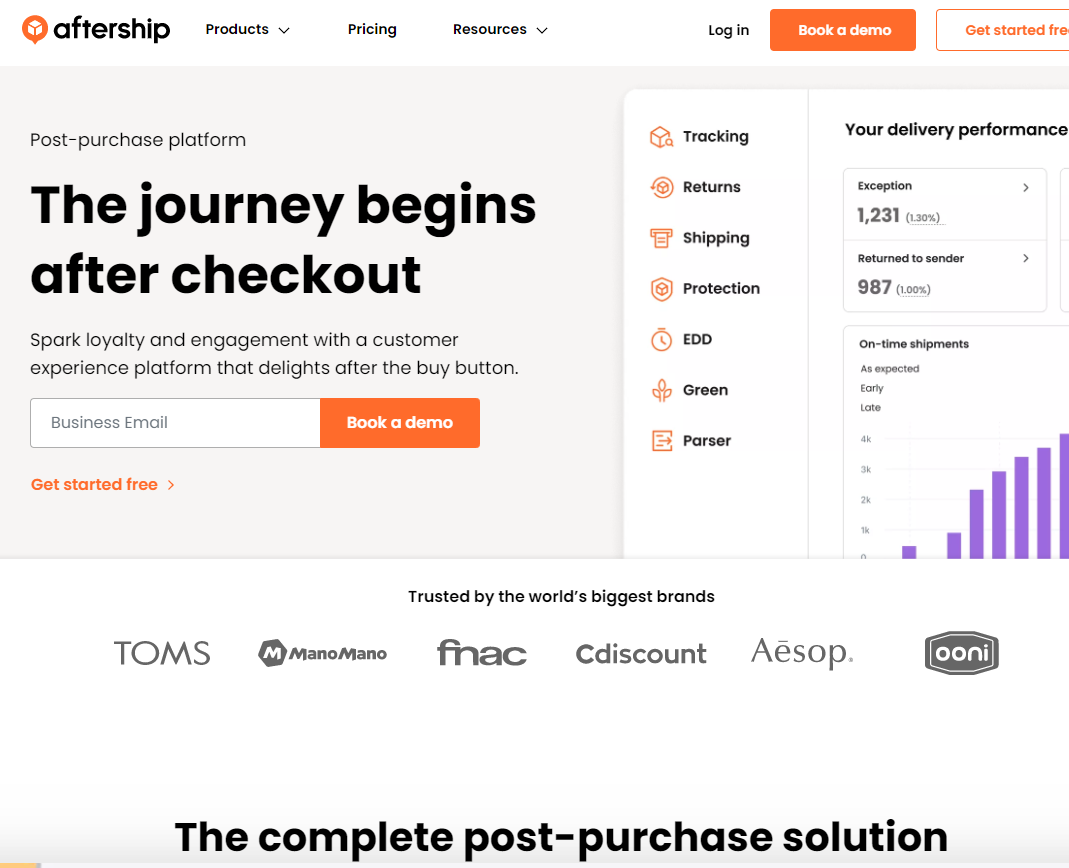 aftership
Products
Pricing
Resources
Log in
Book a demo
Get started fre
Post-purchase platform
The journey begins
after checkout
Spark loyalty and engagement with a customer
experience platform that delights after the buy button.
Business Email
Book a demo
Get started free
Tracking
Returns
Shipping
Protection
EDD
Green
Parser
Your delivery performance
Exception
1,231 (1.30%)
Returned to sender
987 (1.00%)
On-time shipments
As expected
Early
Late
4k
3k
2k
1k
0
Trusted by the world’s biggest brands
TOMS
M ManoMano
fnac
Cdiscount
Aēsop.
ooni
The complete post-purchase solution